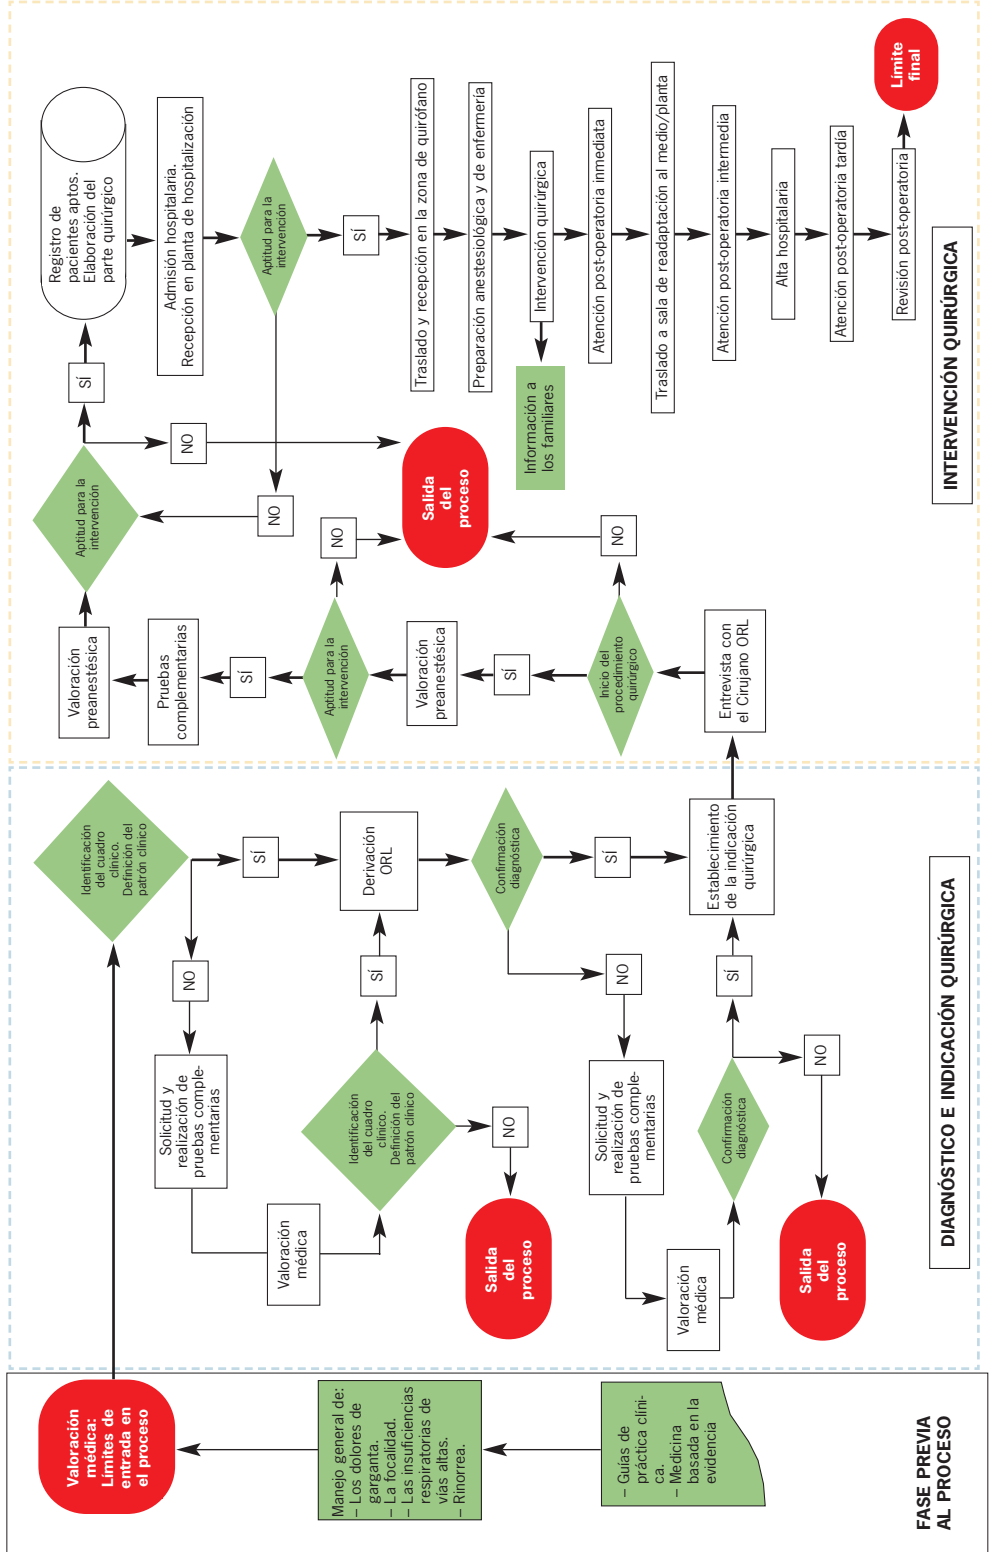 Valoración
médica:
Límites de
entrada en
el proceso
Manejo general de:
– Los dolores de
garganta.
– La focalidad.
– Las insuficiencias
respiratorias de
vías altas.
– Rinorrea.
– Guías de
práctica clíni-
ca.
– Medicina
basada en la
evidencia
FASE PREVIA
AL PROCESO
Identificación
del cuadro
clínico.
Definición del
patrón clínico
NO
SÍ
Solicitud y
realización de
pruebas comple-
mentarias
Valoración
médica
Identificación
del cuadro
clínico.
Definición del
patrón clínico
SÍ
NO
Salida
del
proceso
Derivación
ORL
Confirmación
diagnóstica
NO
SÍ
Solicitud y
realización de
pruebas comple-
mentarias
Valoración
médica
Confirmación
diagnóstica
SÍ
NO
Salida
del
proceso
Establecimiento
de la indicación
quirúrgica
DIAGNÓSTICO E INDICACIÓN QUIRÚRGICA
Entrevista con
el Cirujano ORL
Inicio del
procedimiento
quirúrgico
NO
SÍ
Valoración
preanestésica
Aptitud para la
intervención
NO
SÍ
Pruebas
complementarias
Valoración
preanestésica
Aptitud para la
intervención
SÍ
NO
Salida
del
proceso
Registro de
pacientes aptos.
Elaboración del
parte quirúrgico
Admisión hospitalaria.
Recepción en planta de hospitalización
Aptitud para la
intervención
NO
SÍ
Traslado y recepción en la zona de quirófano
Preparación anestesiológica y de enfermería
Intervención quirúrgica
Información a
los familiares
Atención post-operatoria inmediata
Traslado a sala de readaptación al medio/planta
Atención post-operatoria intermedia
Alta hospitalaria
Atención post-operatoria tardía
Revisión post-operatoria
Límite
final
INTERVENCIÓN QUIRÚRGICA